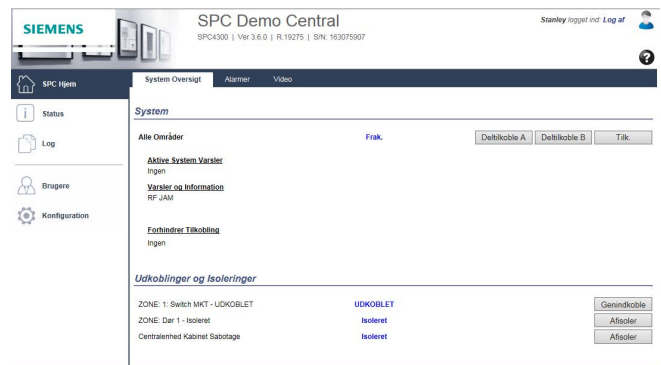 SIEMENS
SPC Demo Central
SPC4300 | Ver 3.6.0 | R.19275 | S/N: 163075907
Stanley logget ind: Log af
?
SPC Hjem
System Oversigt Alarmer Video
Status
Log
Brugere
Konfiguration
System
Alle Områder Frak. Deltilkoble A Deltilkoble B Tilk.
Aktive System Varsler
Ingen
Varsler og Information
RF JAM
Forhindrer Tilkobling
Ingen
Udkoblinger og Isoleringer
ZONE: 1: Switch MKT - UDKOBLET UDKOBLET Genindkoble
ZONE: Dør 1 - Isoleret Isoleret Afisoler
Centralenhed Kabinet Sabotage Isoleret Afisoler